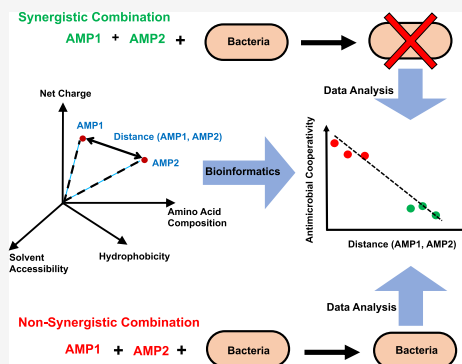 Synergistic Combination
AMP1 + AMP2 + Bacteria
Data Analysis
Net Charge
AMP1
Distance (AMP1, AMP2)
AMP2
Bioinformatics
Amino Acid
Composition
Solvent
Accessibility
Hydrophobicity
Antimicrobial Cooperativity
Distance (AMP1, AMP2)
Data Analysis
Non-Synergistic Combination
AMP1 + AMP2 + Bacteria Bacteria